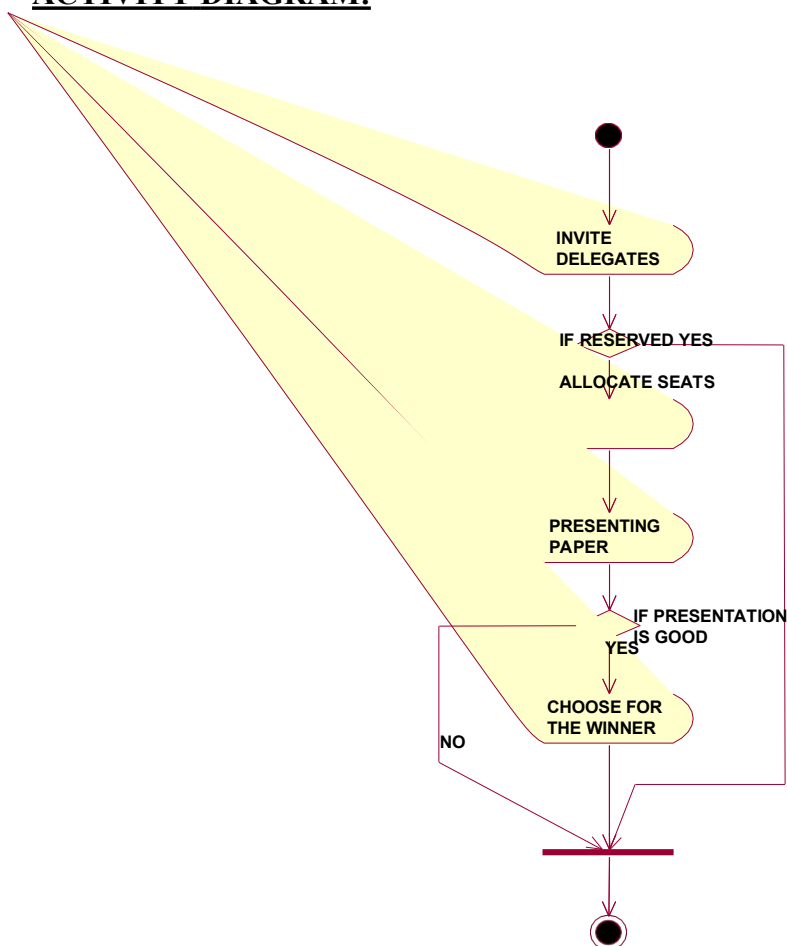 ACTIVITY DIAGRAM:
INVITE
DELEGATES
IF RESERVED YES
ALLOCATE SEATS
PRESENTING
PAPER
IF PRESENTATION
IS GOOD
YES
CHOOSE FOR
THE WINNER
NO